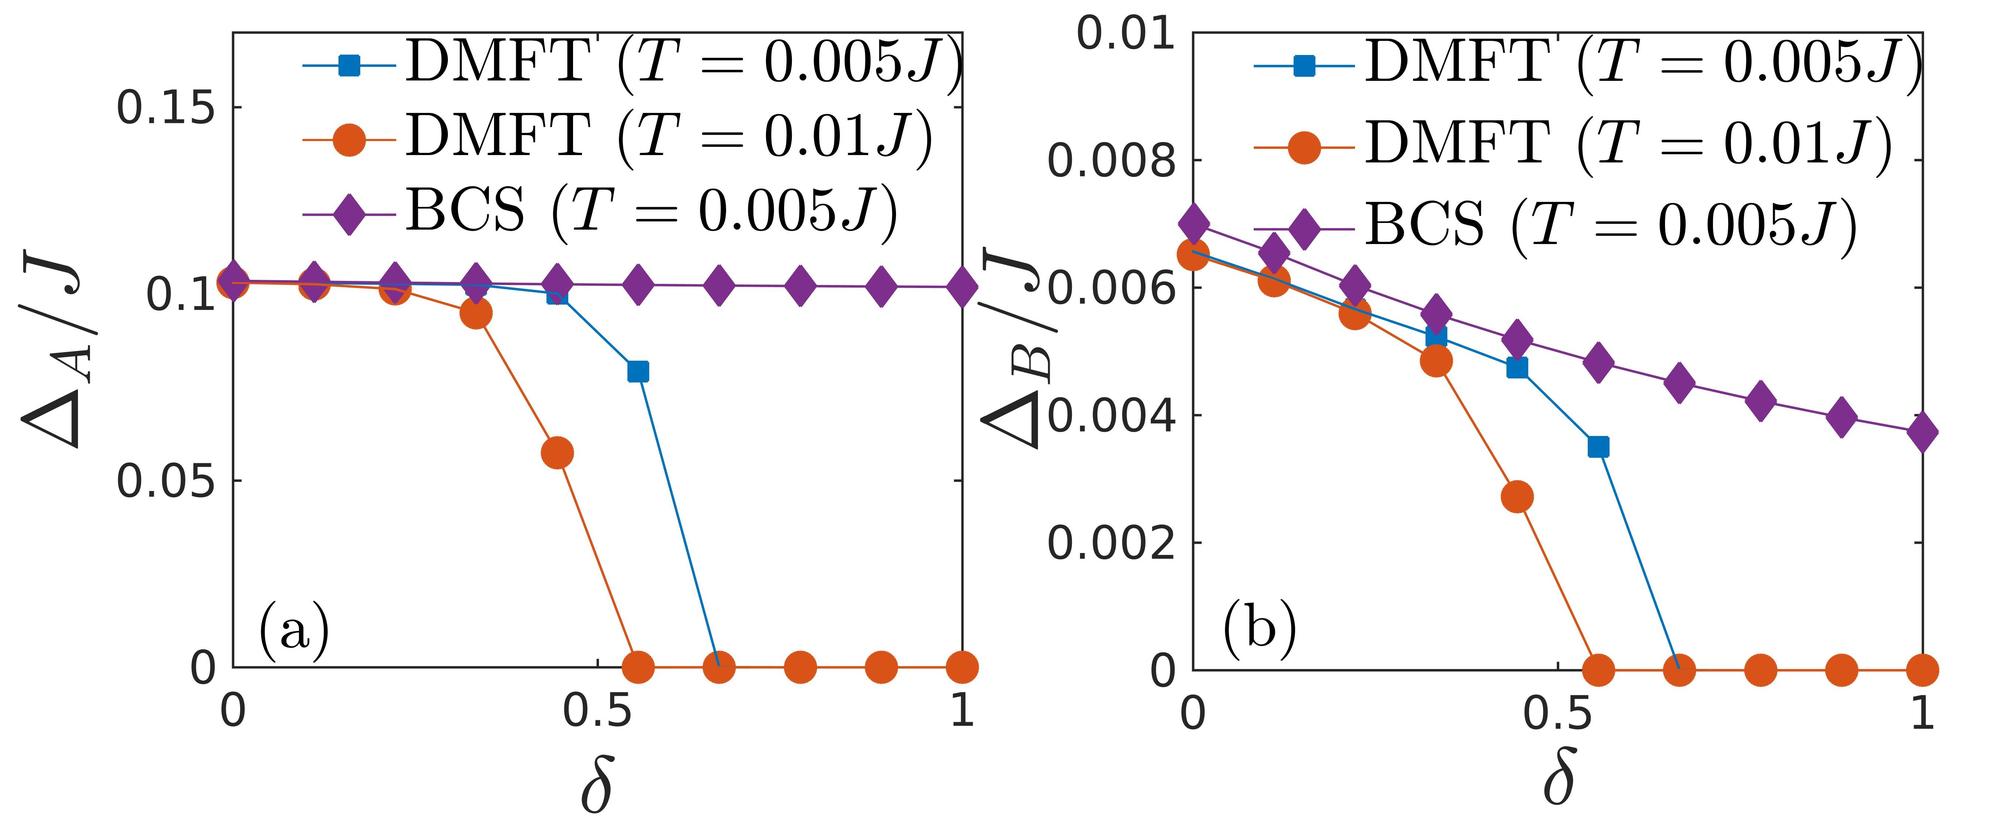 DMFT (T = 0.005J)
DMFT (T = 0.01J)
BCS (T = 0.005J)
0.15
0.1
0.05
0
Δ_A/J
(a)
0
0.5
1
δ
DMFT (T = 0.005J)
DMFT (T = 0.01J)
BCS (T = 0.005J)
0.01
0.008
0.006
0.004
0.002
0
Δ_B/J
(b)
0
0.5
1
δ